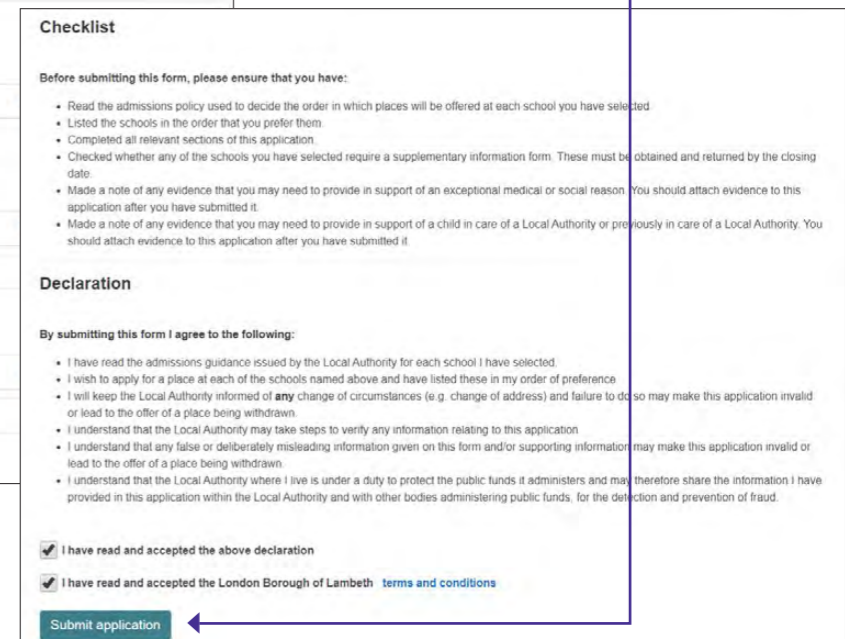 Checklist
Before submitting this form, please ensure that you have:
• Read the admissions policy used to decide the order in which places will be offered at each school you have selected.
• Listed the schools in the order that you prefer them.
• Completed all relevant sections of this application.
• Checked whether any of the schools you have selected require a supplementary information form. These must be obtained and returned by the closing
date.
• Made a note of any evidence that you may need to provide in support of an exceptional medical or social reason. You should attach evidence to this
application after you have submitted it.
• Made a note of any evidence that you may need to provide in support of a child in care of a Local Authority or previously in care of a Local Authority. You
should attach evidence to this application after you have submitted it.
Declaration
By submitting this form I agree to the following:
• I have read the admissions guidance issued by the Local Authority for each school I have selected.
• I wish to apply for a place at each of the schools named above and have listed these in my order of preference.
• I will keep the Local Authority informed of any change of circumstances (e.g. change of address) and failure to do so may make this application invalid
or lead to the offer of a place being withdrawn.
• I understand that the Local Authority may take steps to verify any information relating to this application.
• I understand that any false or deliberately misleading information given on this form and/or supporting information may make this application invalid or
lead to the offer of a place being withdrawn.
• I understand that the Local Authority where I live is under a duty to protect the public funds it administers and may therefore share the information I have
provided in this application within the Local Authority and with other bodies administering public funds, for the detection and prevention of fraud.
I have read and accepted the above declaration
I have read and accepted the London Borough of Lambeth terms and conditions
Submit application